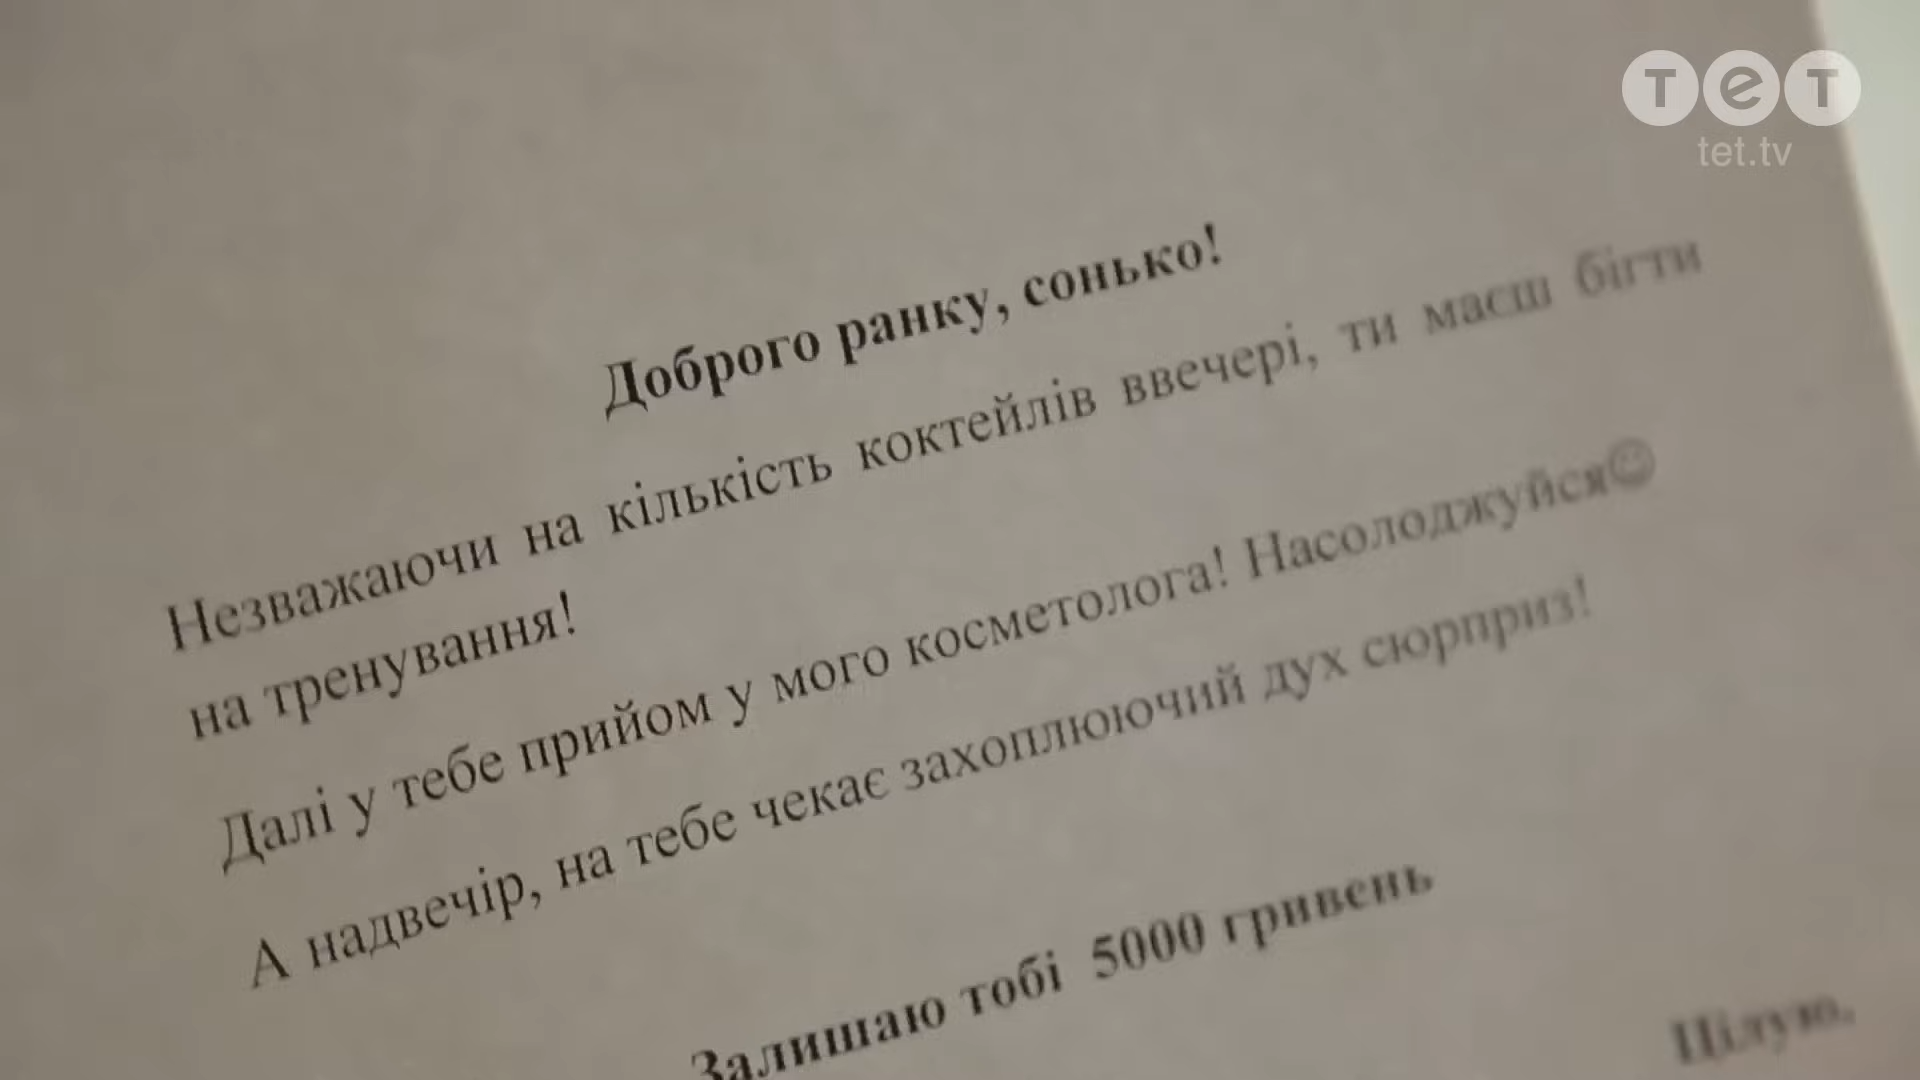 тет
tet.tv
Доброго ранку, сонько!
Незважаючи на кількість коктейлів ввечері, ти маєш бігти
на тренування!
Далі у тебе прийом у мого косметолога! Насолоджуйся☺
А надвечір, на тебе чекає захоплюючий дух сюрприз!
Залишаю тобі 5000 гривень
Цілую,